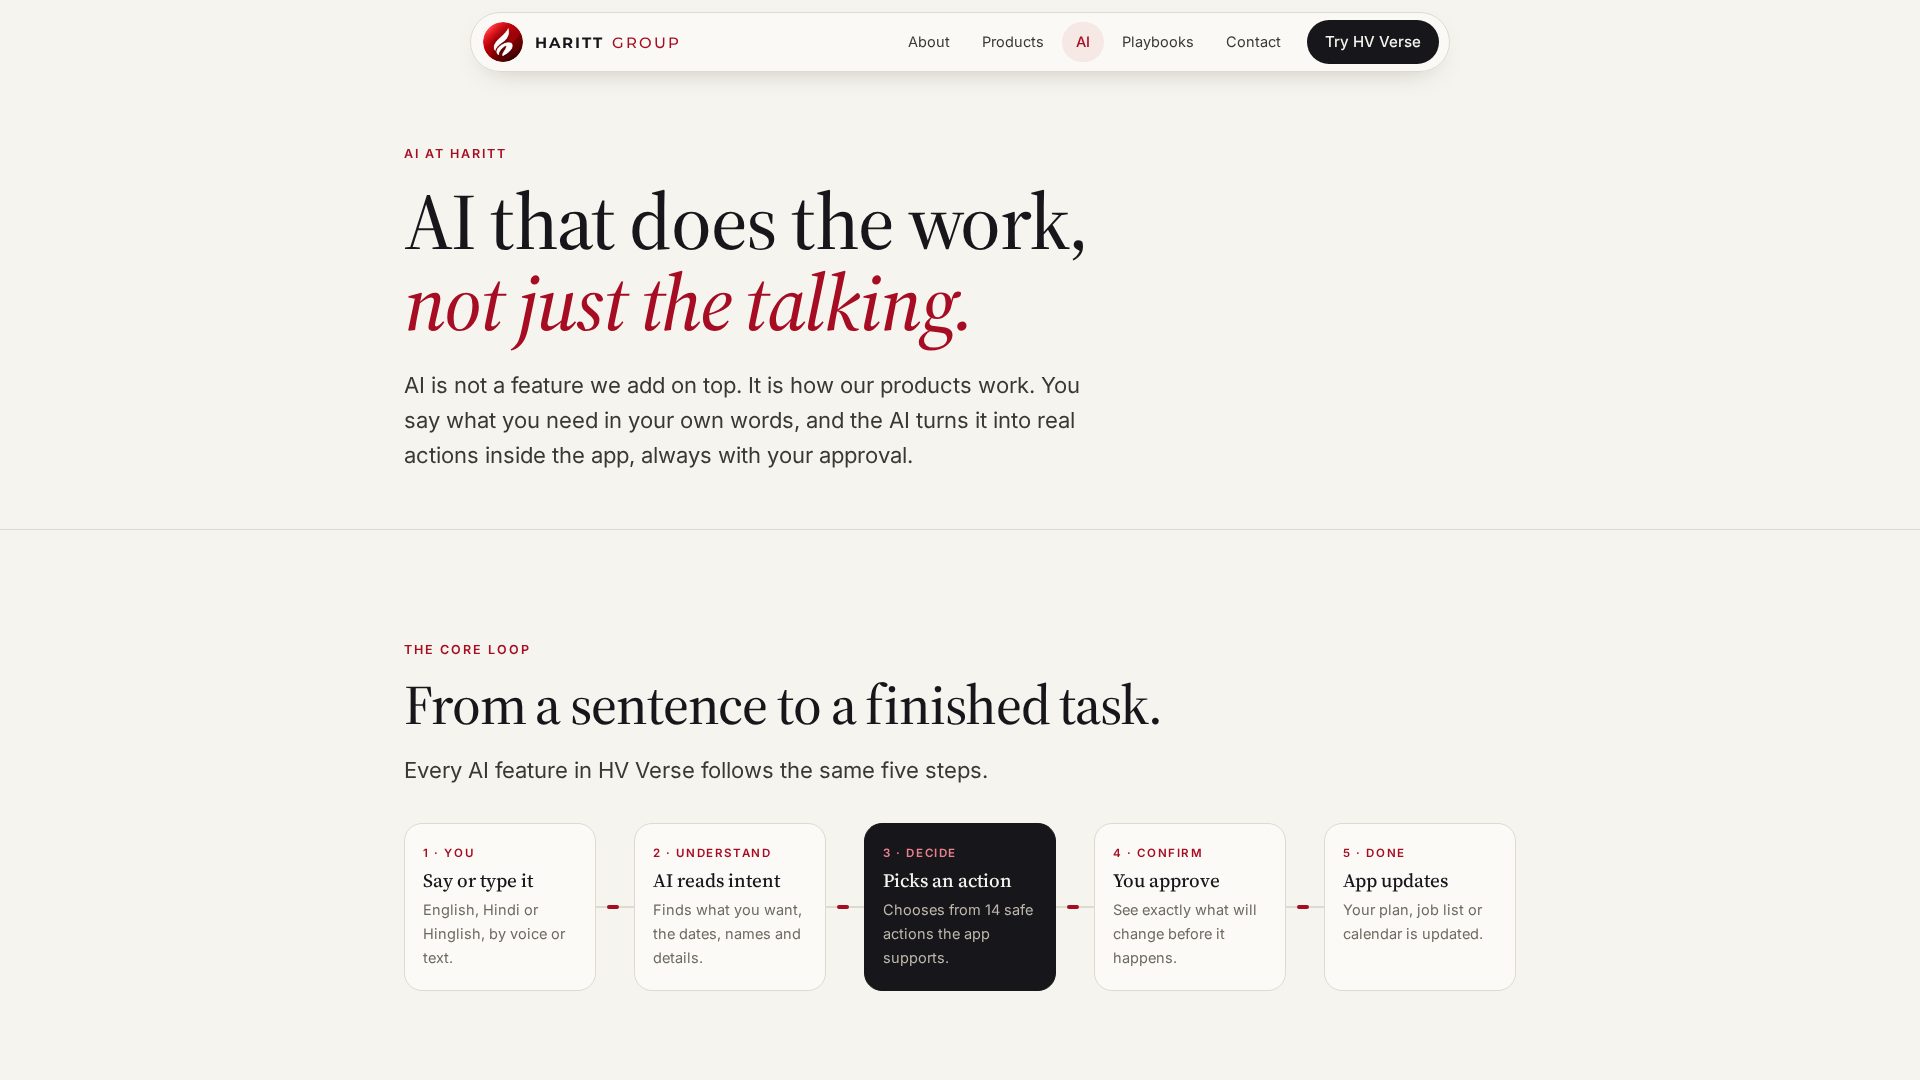 HARITT GROUP
About
Products
AI
Playbooks
Contact
Try HV Verse
AI AT HARITT
AI that does the work,
not just the talking.
AI is not a feature we add on top. It is how our products work. You
say what you need in your own words, and the AI turns it into real
actions inside the app, always with your approval.
THE CORE LOOP
From a sentence to a finished task.
Every AI feature in HV Verse follows the same five steps.
1 · YOU
Say or type it
English, Hindi or
Hinglish, by voice or
text.
2 · UNDERSTAND
AI reads intent
Finds what you want,
the dates, names and
details.
3 · DECIDE
Picks an action
Chooses from 14 safe
actions the app
supports.
4 · CONFIRM
You approve
See exactly what will
change before it
happens.
5 · DONE
App updates
Your plan, job list or
calendar is updated.